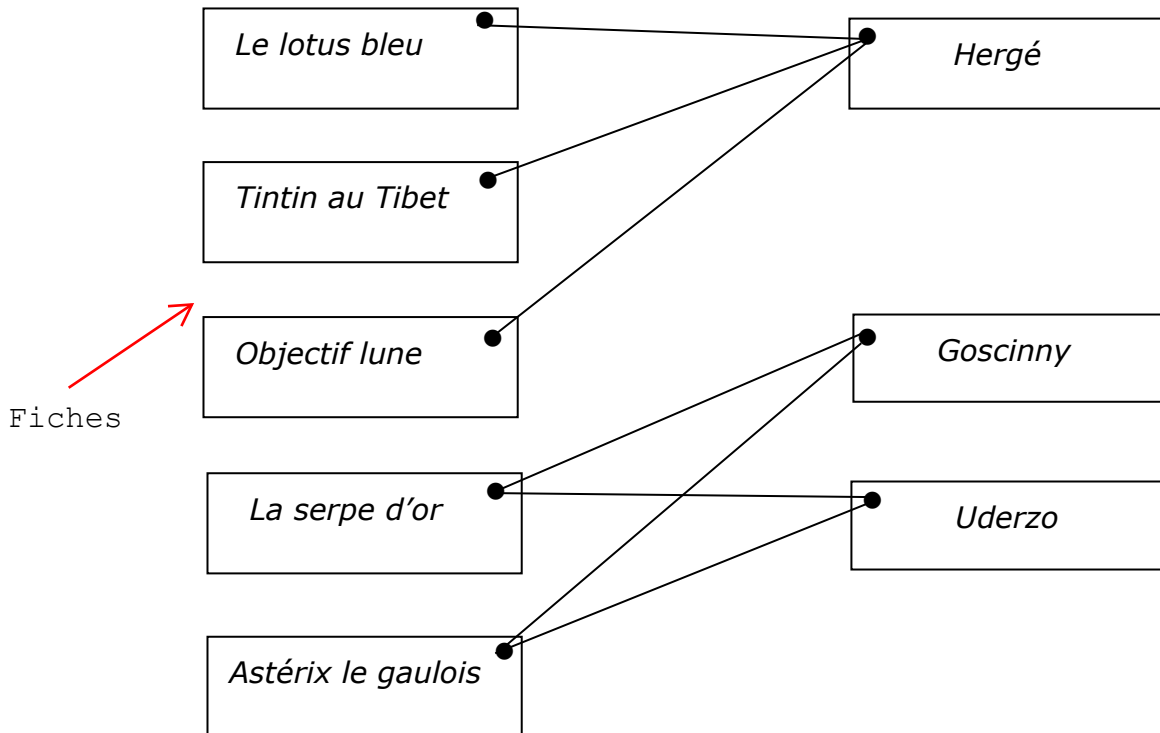 Le lotus bleu
Hergé
Tintin au Tibet
Objectif lune
Goscinny
Fiches
La serpe d’or
Uderzo
Astérix le gaulois